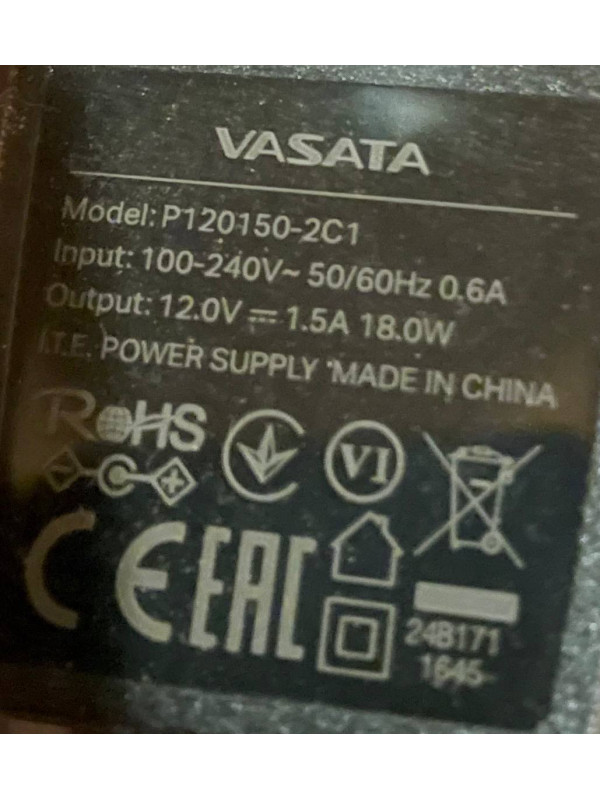 VASATA
Model: P120150-2C1
Input: 100-240V~ 50/60Hz 0.6A
Output: 12.0V⎓1.5A 18.0W
I.T.E. POWER SUPPLY MADE IN CHINA
RoHS
VI
CE EAC
24B171
1645-